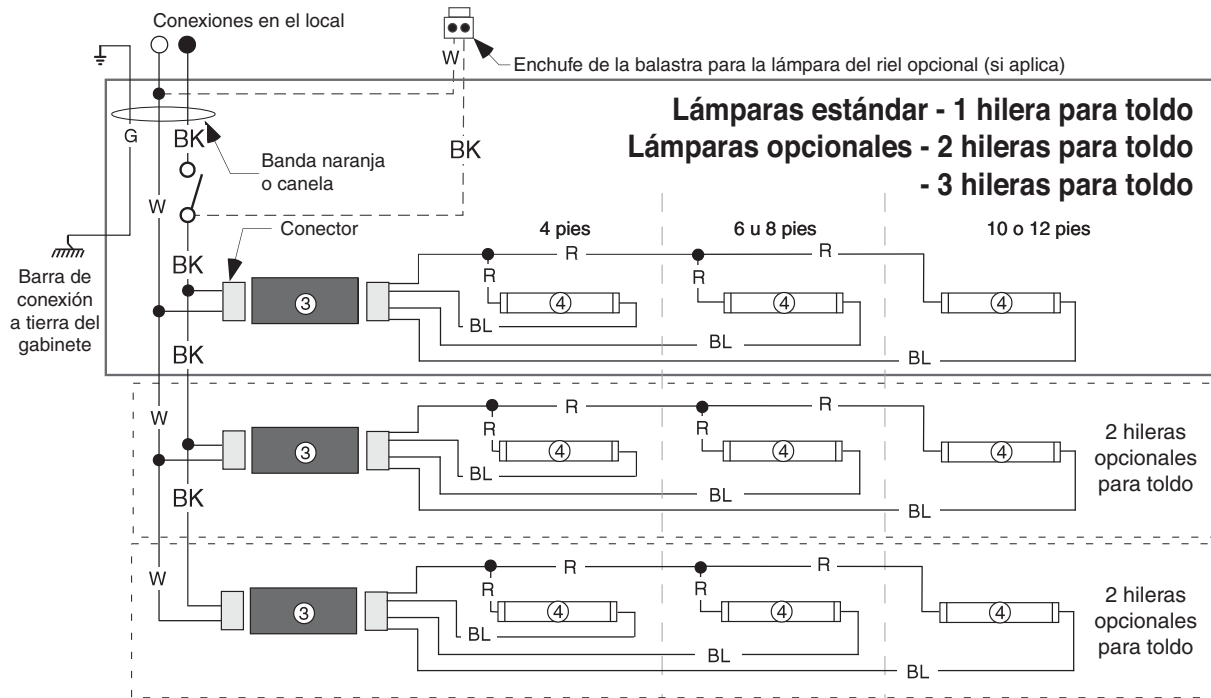 Conexiones en el local
W
Enchufe de la balastra para la lámpara del riel opcional (si aplica)
Lámparas estándar - 1 hilera para toldo
Lámparas opcionales - 2 hileras para toldo
- 3 hileras para toldo
G
BK
BK
Banda naranja
o canela
W
Conector
4 pies
6 u 8 pies
10 o 12 pies
Barra de
conexión
a tierra del
gabinete
BK
R
R
R
R
3
4
4
4
BL
BL
BL
BK
W
R
R
R
R
3
4
4
4
BL
BL
BL
2 hileras
opcionales
para toldo
BK
W
R
R
R
R
3
4
4
4
BL
BL
BL
2 hileras
opcionales
para toldo